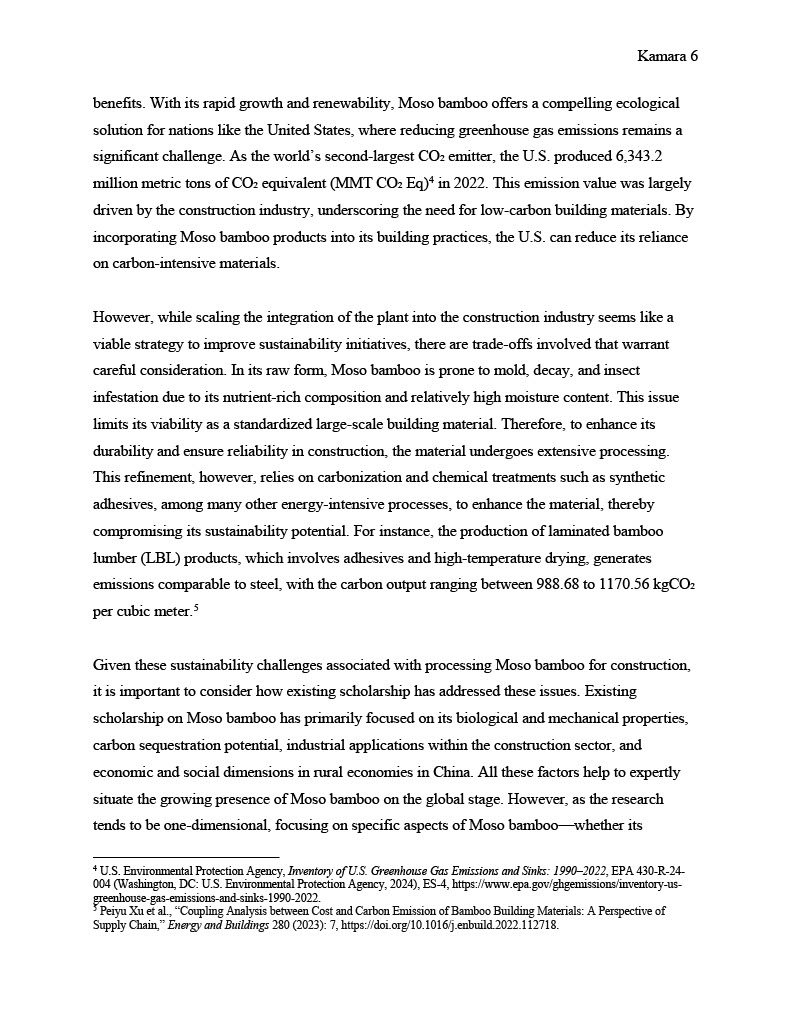 Kamara 6
benefits. With its rapid growth and renewability, Moso bamboo offers a compelling ecological
solution for nations like the United States, where reducing greenhouse gas emissions remains a
significant challenge. As the world’s second-largest CO₂ emitter, the U.S. produced 6,343.2
million metric tons of CO₂ equivalent (MMT CO₂ Eq)⁴ in 2022. This emission value was largely
driven by the construction industry, underscoring the need for low-carbon building materials. By
incorporating Moso bamboo products into its building practices, the U.S. can reduce its reliance
on carbon-intensive materials.
However, while scaling the integration of the plant into the construction industry seems like a
viable strategy to improve sustainability initiatives, there are trade-offs involved that warrant
careful consideration. In its raw form, Moso bamboo is prone to mold, decay, and insect
infestation due to its nutrient-rich composition and relatively high moisture content. This issue
limits its viability as a standardized large-scale building material. Therefore, to enhance its
durability and ensure reliability in construction, the material undergoes extensive processing.
This refinement, however, relies on carbonization and chemical treatments such as synthetic
adhesives, among many other energy-intensive processes, to enhance the material, thereby
compromising its sustainability potential. For instance, the production of laminated bamboo
lumber (LBL) products, which involves adhesives and high-temperature drying, generates
emissions comparable to steel, with the carbon output ranging between 988.68 to 1170.56 kgCO₂
per cubic meter.⁵
Given these sustainability challenges associated with processing Moso bamboo for construction,
it is important to consider how existing scholarship has addressed these issues. Existing
scholarship on Moso bamboo has primarily focused on its biological and mechanical properties,
carbon sequestration potential, industrial applications within the construction sector, and
economic and social dimensions in rural economies in China. All these factors help to expertly
situate the growing presence of Moso bamboo on the global stage. However, as the research
tends to be one-dimensional, focusing on specific aspects of Moso bamboo—whether its
⁴ U.S. Environmental Protection Agency, Inventory of U.S. Greenhouse Gas Emissions and Sinks: 1990–2022, EPA 430-R-24-
004 (Washington, DC: U.S. Environmental Protection Agency, 2024), ES-4, https://www.epa.gov/ghgemissions/inventory-us-
greenhouse-gas-emissions-and-sinks-1990-2022.
⁵ Peiyu Xu et al., “Coupling Analysis between Cost and Carbon Emission of Bamboo Building Materials: A Perspective of
Supply Chain,” Energy and Buildings 280 (2023): 7, https://doi.org/10.1016/j.enbuild.2022.112718.